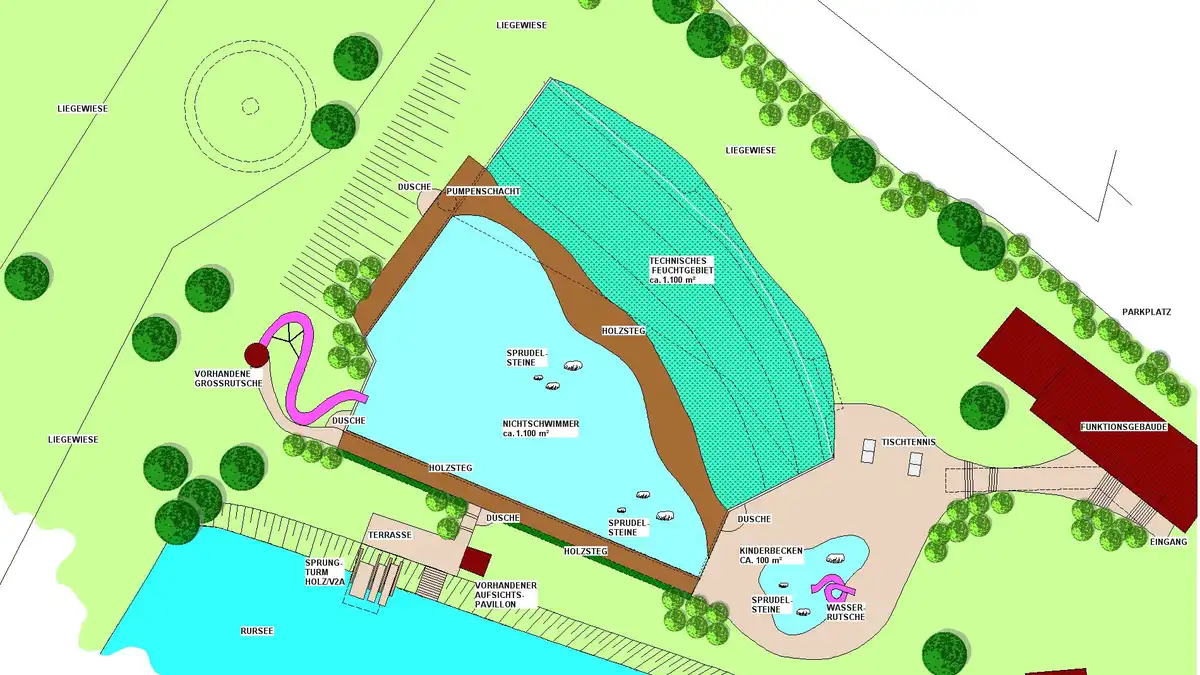 LIEGEWIESE
LIEGEWIESE
LIEGEWIESE
DUSCHE
PUMPENSCHACHT
TECHNISCHES
FEUCHTGEBIET
ca. 1.100 m²
PARKPLATZ
HOLZSTEG
SPRUDEL-
STEINE
VORHANDENE
GROSSRUTSCHE
DUSCHE
NICHTSCHWIMMER
ca. 1.100 m²
FUNKTIONSGEBÄUDE
LIEGEWIESE
TISCHTENNIS
HOLZSTEG
DUSCHE
DUSCHE
SPRUDEL-
STEINE
TERRASSE
EINGANG
HOLZSTEG
KINDERBECKEN
CA. 100 m²
SPRUNG-
TURM
HOLZ/V2A
VORHANDENER
AUFSICHTS-
PAVILLON
SPRUDEL-
STEINE
WASSER-
RUTSCHE
RURSEE